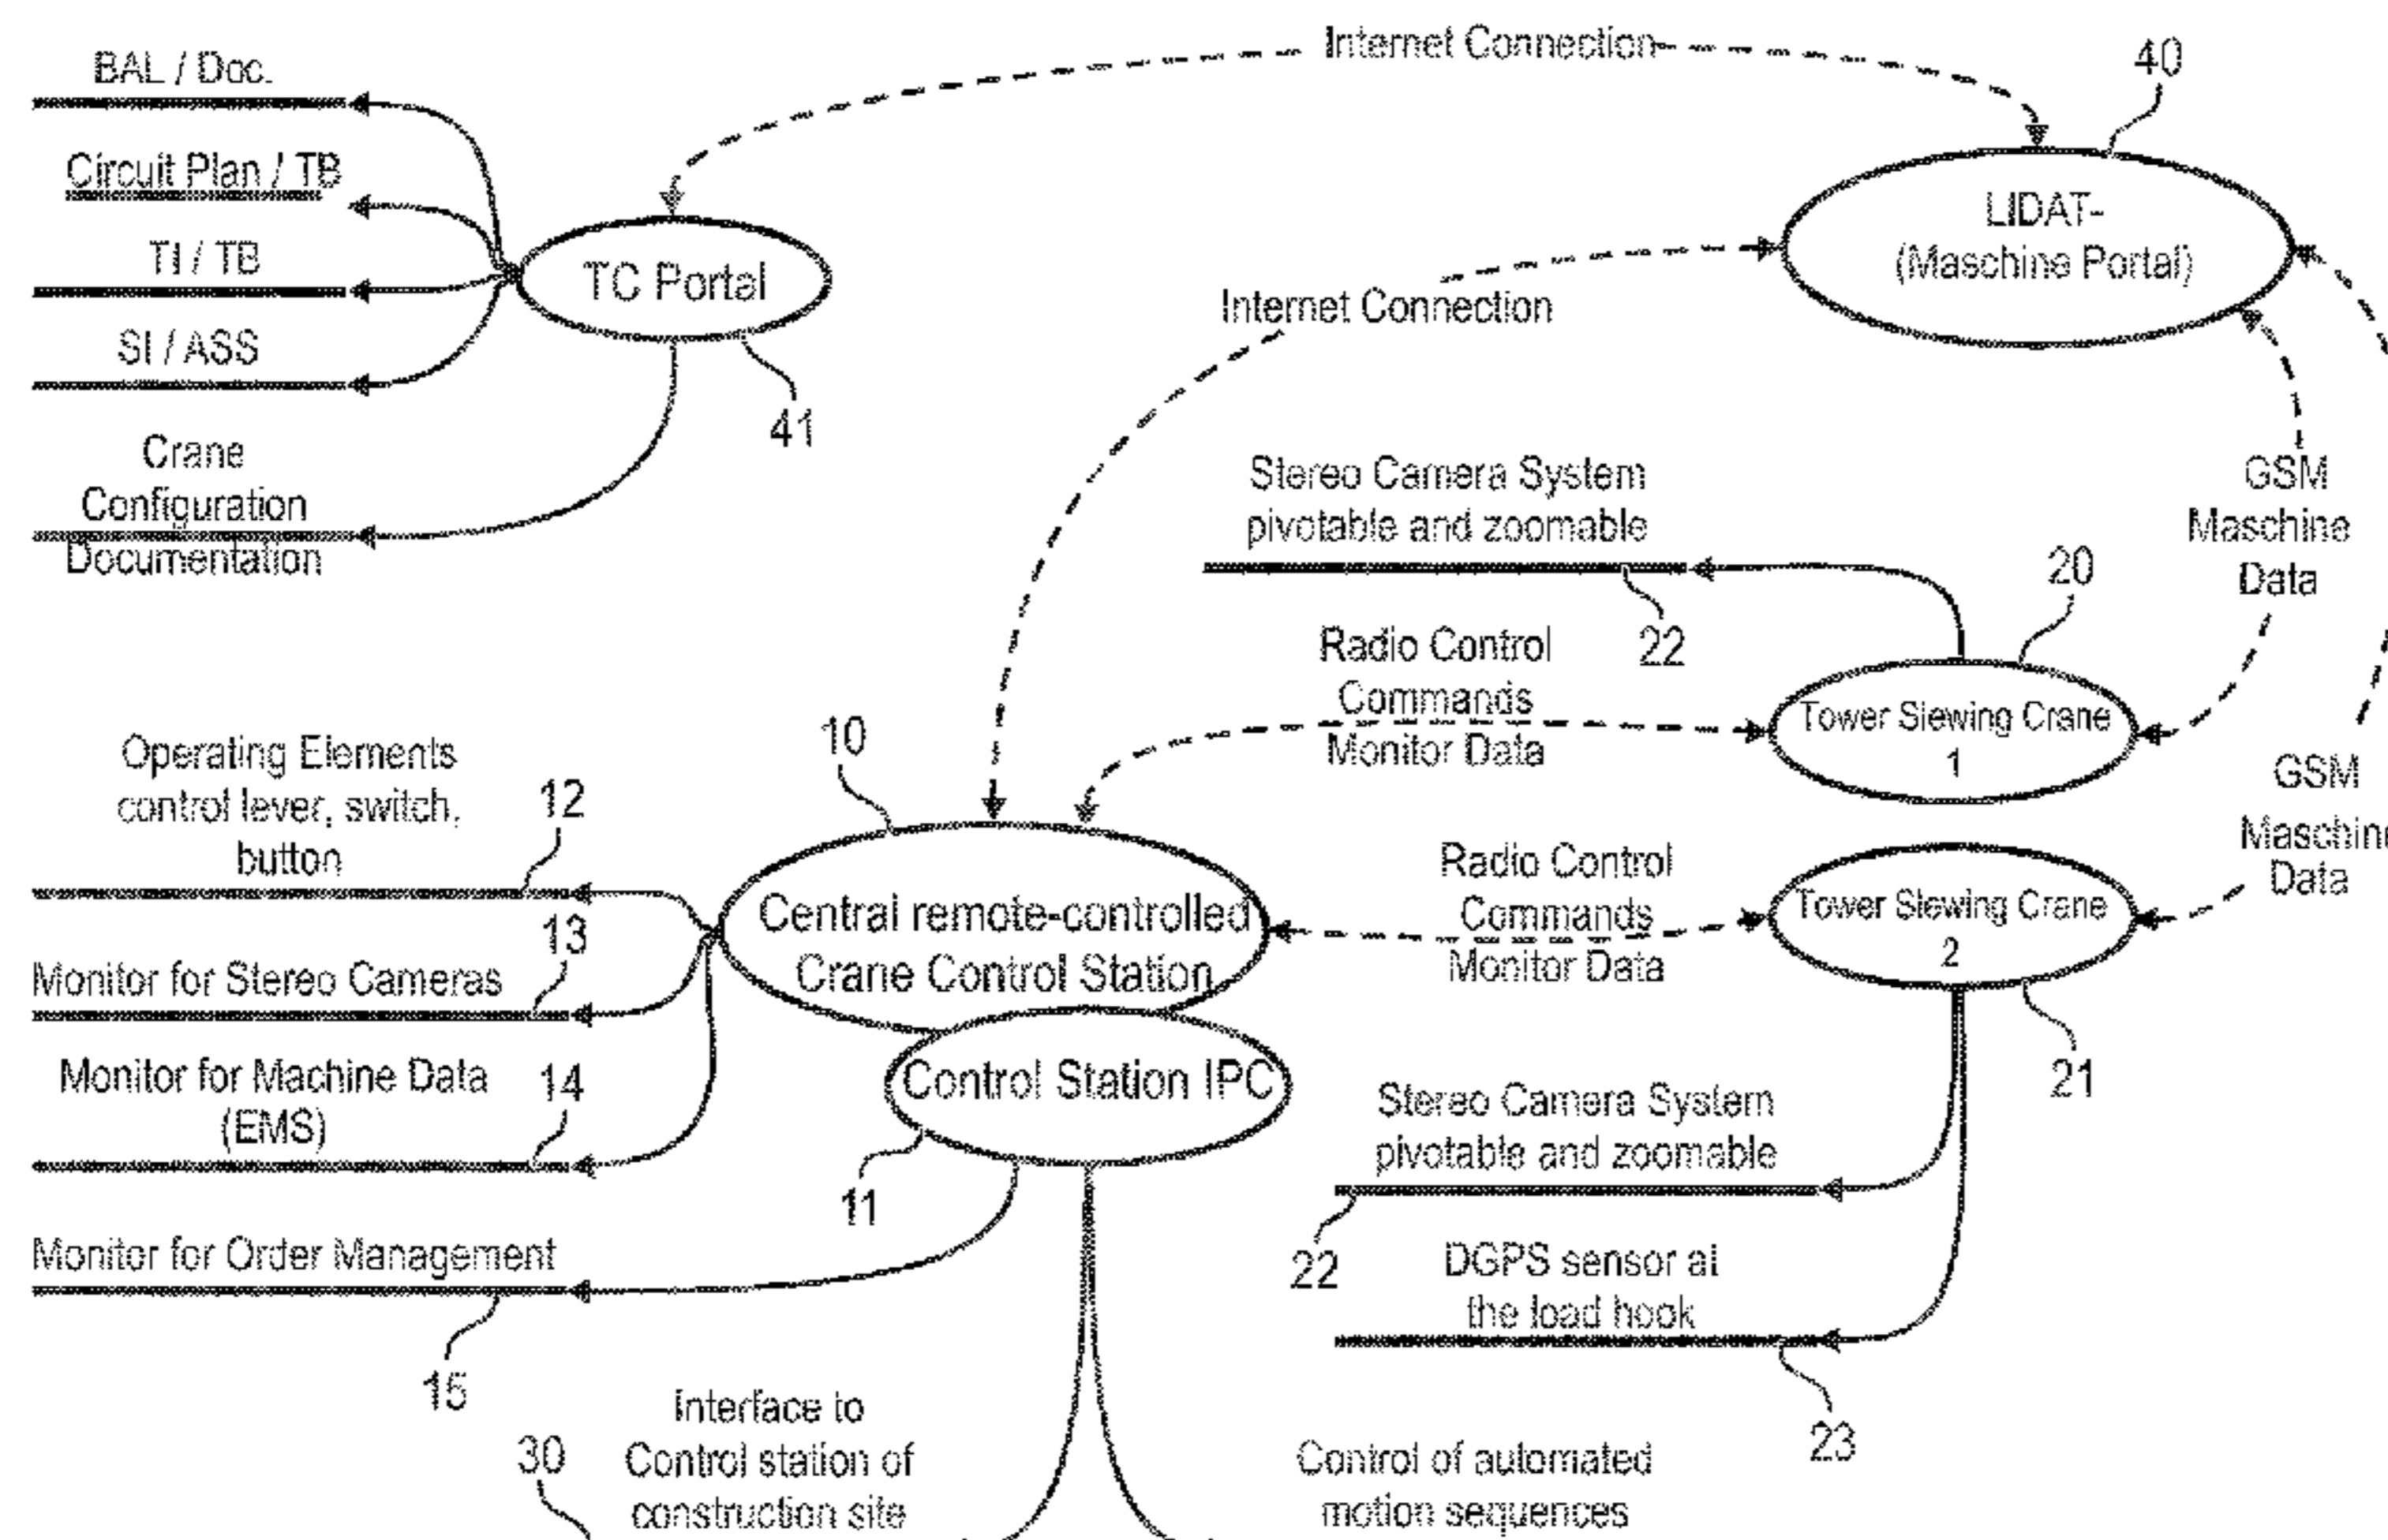 Internet Connection
40
BAL / Doc.
Circuit Plan / TB
TI / TB
SI / ASS
TC Portal
41
Crane
Configuration
Documentation
LIDAT-
(Maschine Portal)
Internet Connection
GSM
Maschine
Data
Stereo Camera System
pivotable and zoomable
22
20
Radio Control
Commands
Monitor Data
Tower Slewing Crane
1
GSM
Maschine
Data
10
Operating Elements
control lever, switch,
button
12
13
Monitor for Stereo Cameras
Monitor for Machine Data
(EMS)
14
Central remote-controlled
Crane Control Station
Control Station IPC
11
Radio Control
Commands
Monitor Data
Tower Slewing Crane
2
21
Stereo Camera System
pivotable and zoomable
22
DGPS sensor at
the load hook
23
Monitor for Order Management
15
30
Interface to
Control station of
construction site
Control of automated
motion sequences